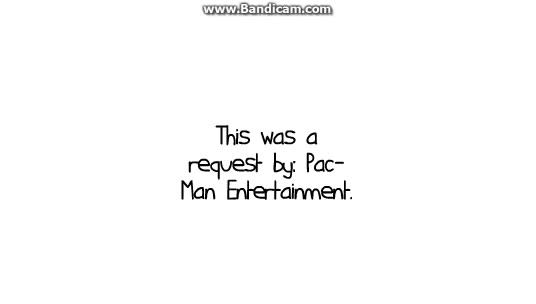 www.Bandicam.com
This was a
request by: Pac-
Man Entertainment.